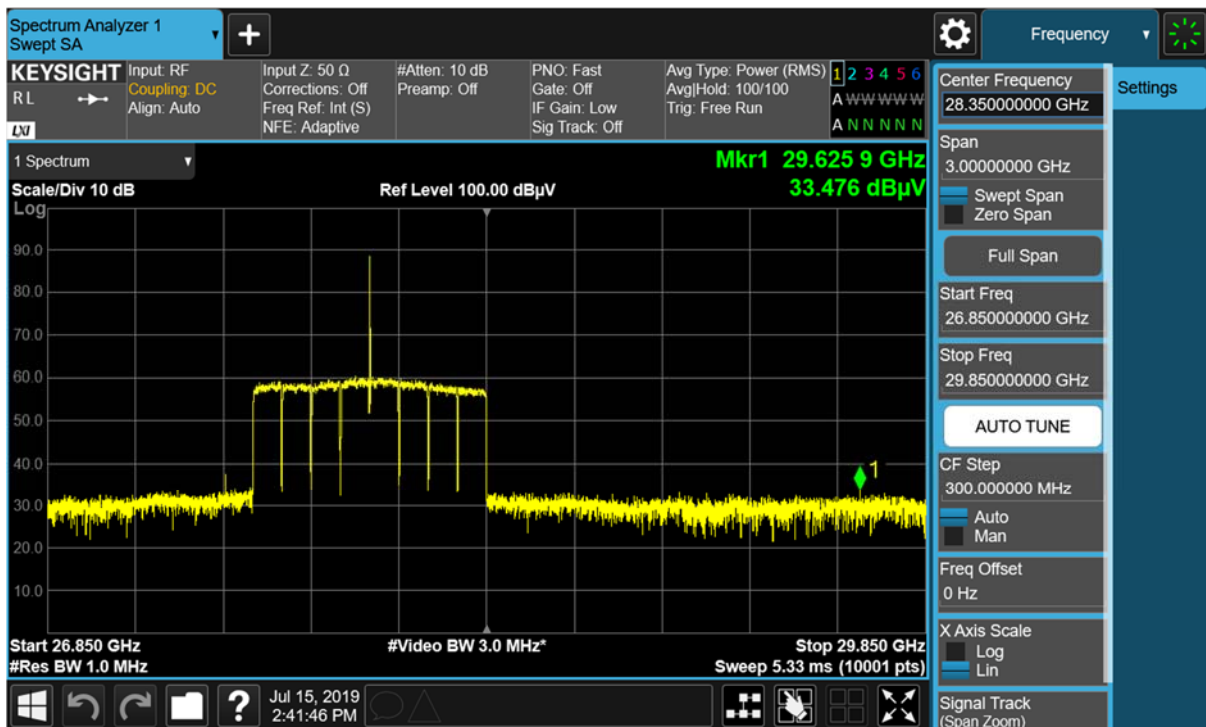 Spectrum Analyzer 1
Swept SA
Frequency
KEYSIGHT
R L
LXI
Input: RF
Coupling: DC
Align: Auto
Input Z: 50 Ω
Corrections: Off
Freq Ref: Int (S)
NFE: Adaptive
#Atten: 10 dB
Preamp: Off
PNO: Fast
Gate: Off
IF Gain: Low
Sig Track: Off
Avg Type: Power (RMS)
Avg|Hold: 100/100
Trig: Free Run
1 2 3 4 5 6
A W W W W W
A N N N N N
1 Spectrum
Scale/Div 10 dB
Log
Ref Level 100.00 dBµV
Mkr1 29.625 9 GHz
33.476 dBµV
90.0
80.0
70.0
60.0
50.0
40.0
30.0
20.0
10.0
1
Start 26.850 GHz
#Res BW 1.0 MHz
#Video BW 3.0 MHz*
Stop 29.850 GHz
Sweep 5.33 ms (10001 pts)
?
Jul 15, 2019
2:41:46 PM
Center Frequency
28.350000000 GHz
Span
3.00000000 GHz
Swept Span
Zero Span
Full Span
Start Freq
26.850000000 GHz
Stop Freq
29.850000000 GHz
AUTO TUNE
CF Step
300.000000 MHz
Auto
Man
Freq Offset
0 Hz
X Axis Scale
Log
Lin
Signal Track
(Span Zoom)
Settings